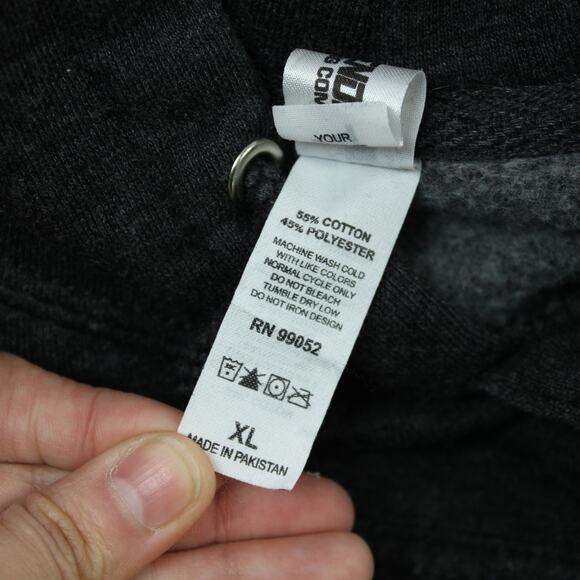 YOUR
55% COTTON
45% POLYESTER
MACHINE WASH COLD
WITH LIKE COLORS
NORMAL CYCLE ONLY
DO NOT BLEACH
TUMBLE DRY LOW
DO NOT IRON DESIGN
RN 99052
XL
MADE IN PAKISTAN